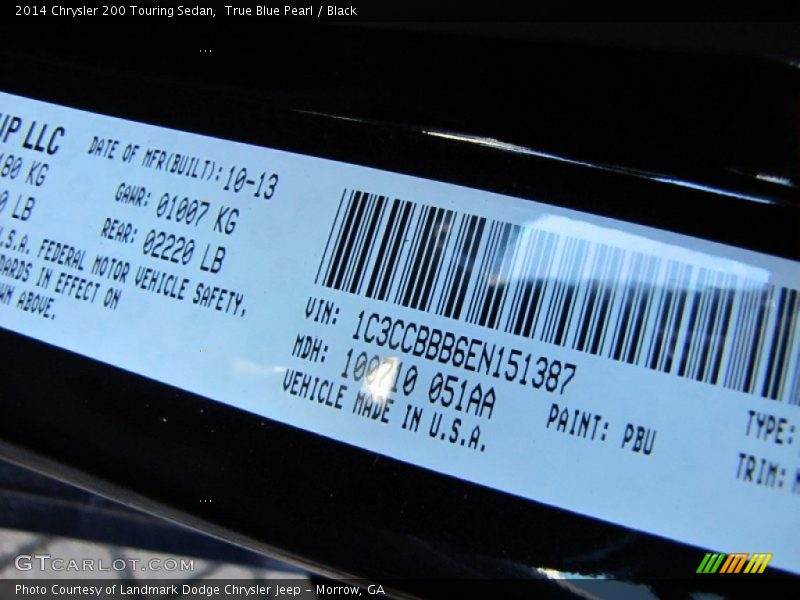 2014 Chrysler 200 Touring Sedan,  True Blue Pearl / Black
UP LLC
DATE OF MFR(BUILT): 10-13
180 KG
GAWR: 01007 KG
0 LB
REAR: 02220 LB
U.S.A. FEDERAL MOTOR VEHICLE SAFETY,
DARDS IN EFFECT ON
WN ABOVE.
VIN: 1C3CCBBB6EN151387
MDH: 100710 051AA
VEHICLE MADE IN U.S.A.
PAINT: PBU
TYPE:
TRIM:
GTCARLOT.COM
Photo Courtesy of Landmark Dodge Chrysler Jeep – Morrow, GA